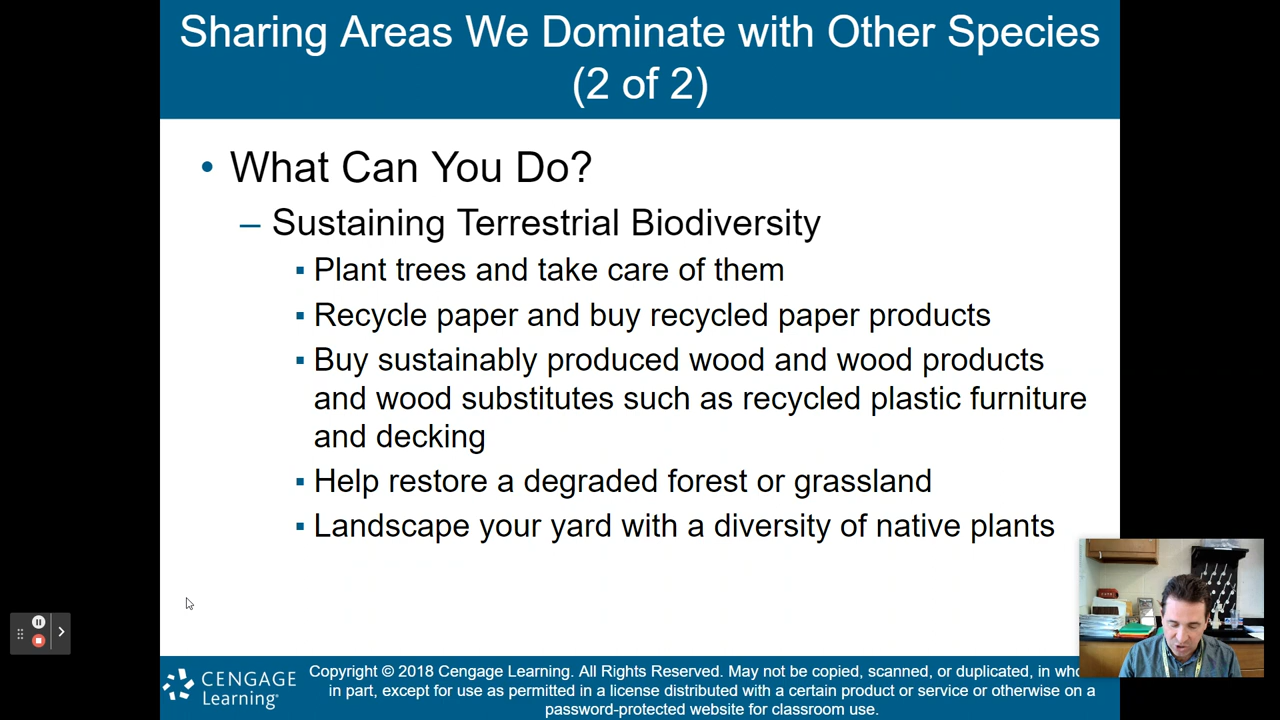 Sharing Areas We Dominate with Other Species
(2 of 2)
• What Can You Do?
– Sustaining Terrestrial Biodiversity
▪ Plant trees and take care of them
▪ Recycle paper and buy recycled paper products
▪ Buy sustainably produced wood and wood products
and wood substitutes such as recycled plastic furniture
and decking
▪ Help restore a degraded forest or grassland
▪ Landscape your yard with a diversity of native plants
CENGAGE
Learning®
Copyright © 2018 Cengage Learning. All Rights Reserved. May not be copied, scanned, or duplicated, in
in part, except for use as permitted in a license distributed with a certain product or service or otherwise on a
password-protected website for classroom use.